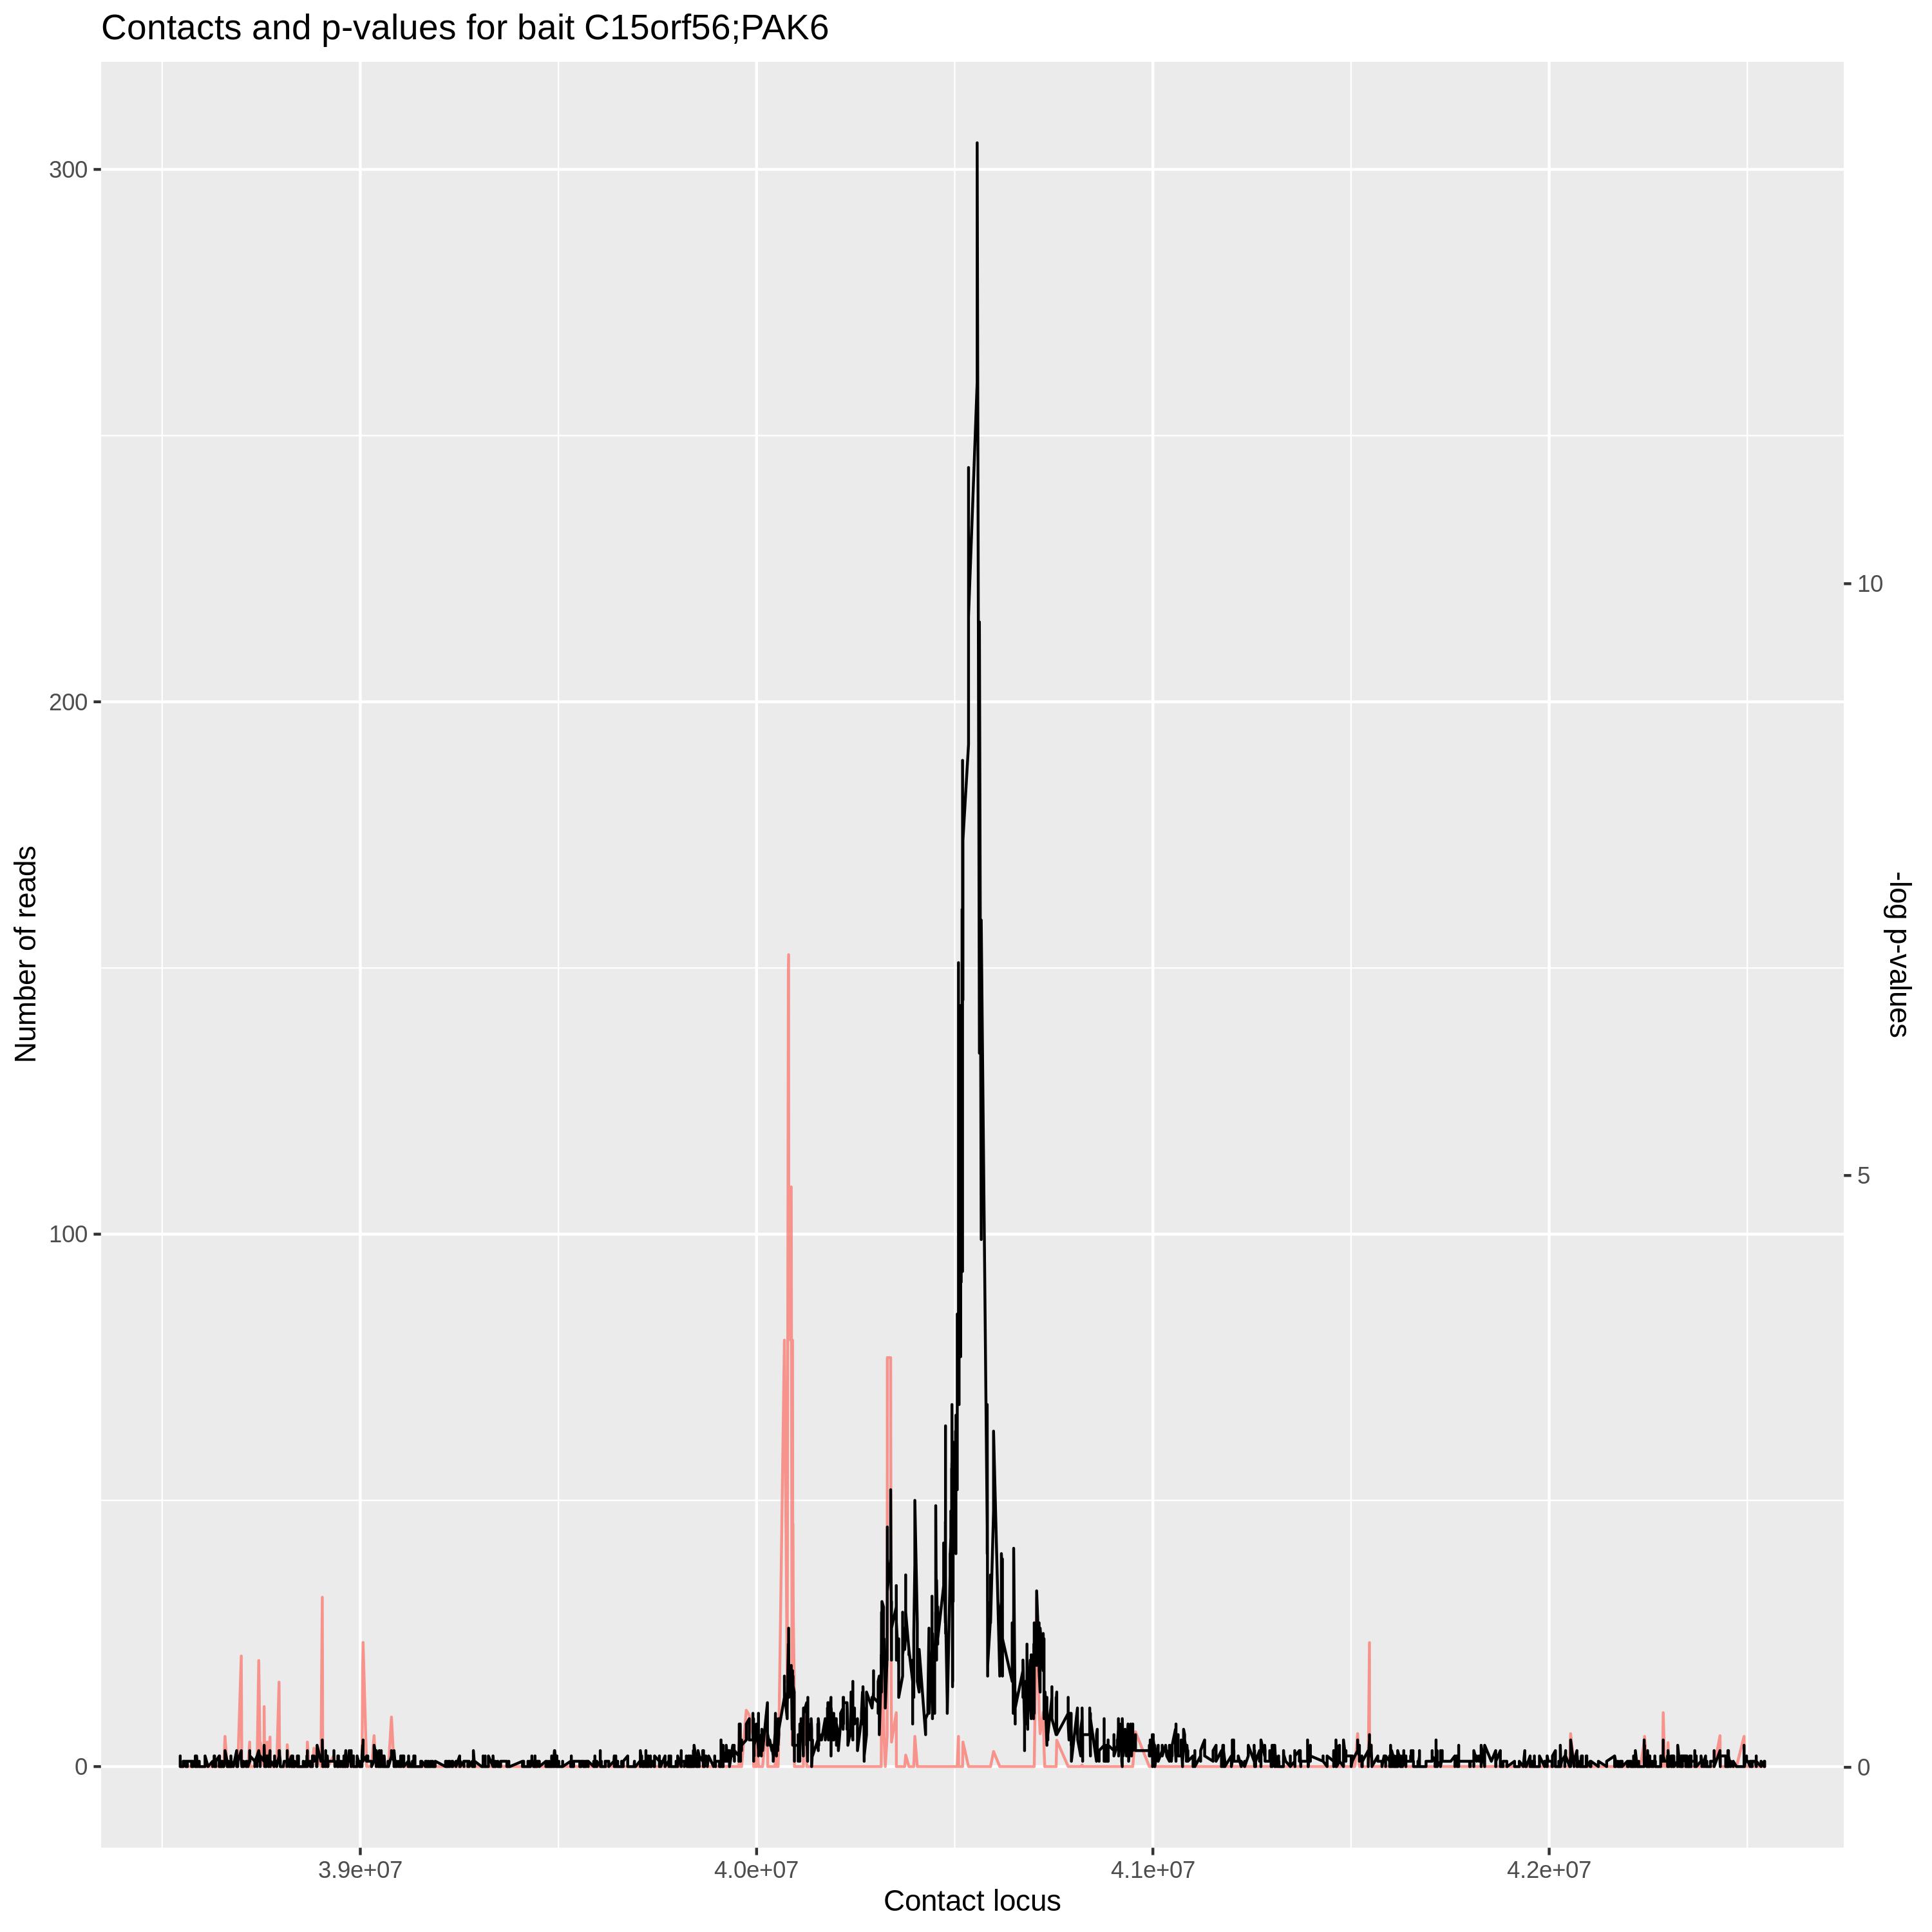 Contacts and p-values for bait C15orf56;PAK6
300
200
100
0
Number of reads
10
5
0
-log p-values
3.9e+07
4.0e+07
4.1e+07
4.2e+07
Contact locus